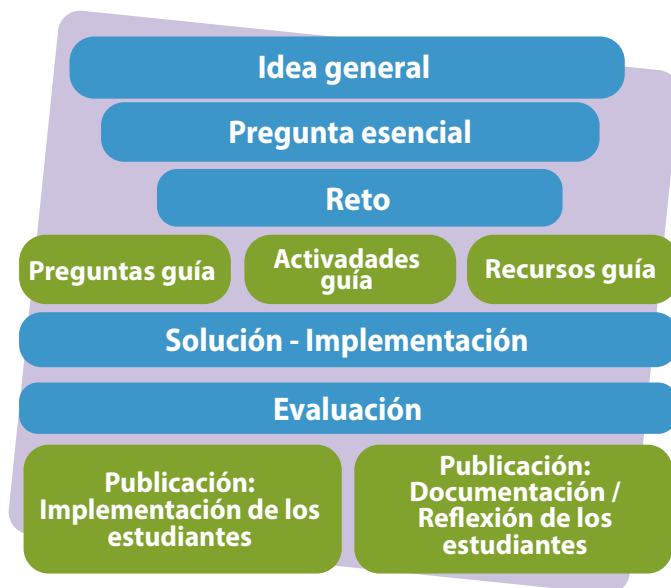 Idea general
Pregunta esencial
Reto
Preguntas guía
Activadades
guía
Recursos guía
Solución - Implementación
Evaluación
Publicación:
Implementación de los
estudiantes
Publicación:
Documentación /
Reflexión de los
estudiantes